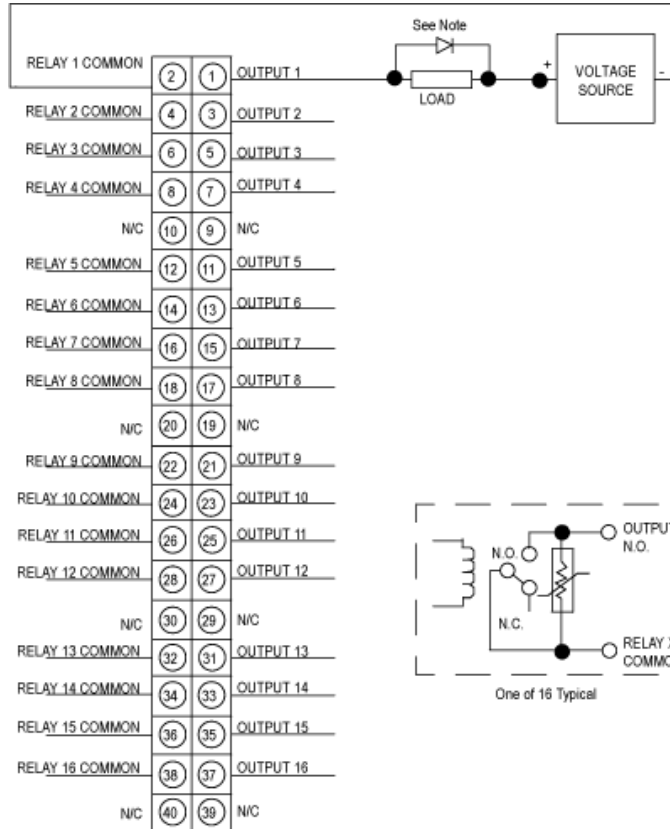 See Note
RELAY 1 COMMON 2 1 OUTPUT 1
+ VOLTAGE SOURCE -
LOAD
RELAY 2 COMMON 4 3 OUTPUT 2
RELAY 3 COMMON 6 5 OUTPUT 3
RELAY 4 COMMON 8 7 OUTPUT 4
N/C 10 9 N/C
RELAY 5 COMMON 12 11 OUTPUT 5
RELAY 6 COMMON 14 13 OUTPUT 6
RELAY 7 COMMON 16 15 OUTPUT 7
RELAY 8 COMMON 18 17 OUTPUT 8
N/C 20 19 N/C
RELAY 9 COMMON 22 21 OUTPUT 9
RELAY 10 COMMON 24 23 OUTPUT 10
RELAY 11 COMMON 26 25 OUTPUT 11
RELAY 12 COMMON 28 27 OUTPUT 12
N/C 30 29 N/C
RELAY 13 COMMON 32 31 OUTPUT 13
RELAY 14 COMMON 34 33 OUTPUT 14
RELAY 15 COMMON 36 35 OUTPUT 15
RELAY 16 COMMON 38 37 OUTPUT 16
N/C 40 39 N/C
OUTPUT
N.O.
N.O.
N.C.
RELAY
One of 16 Typical